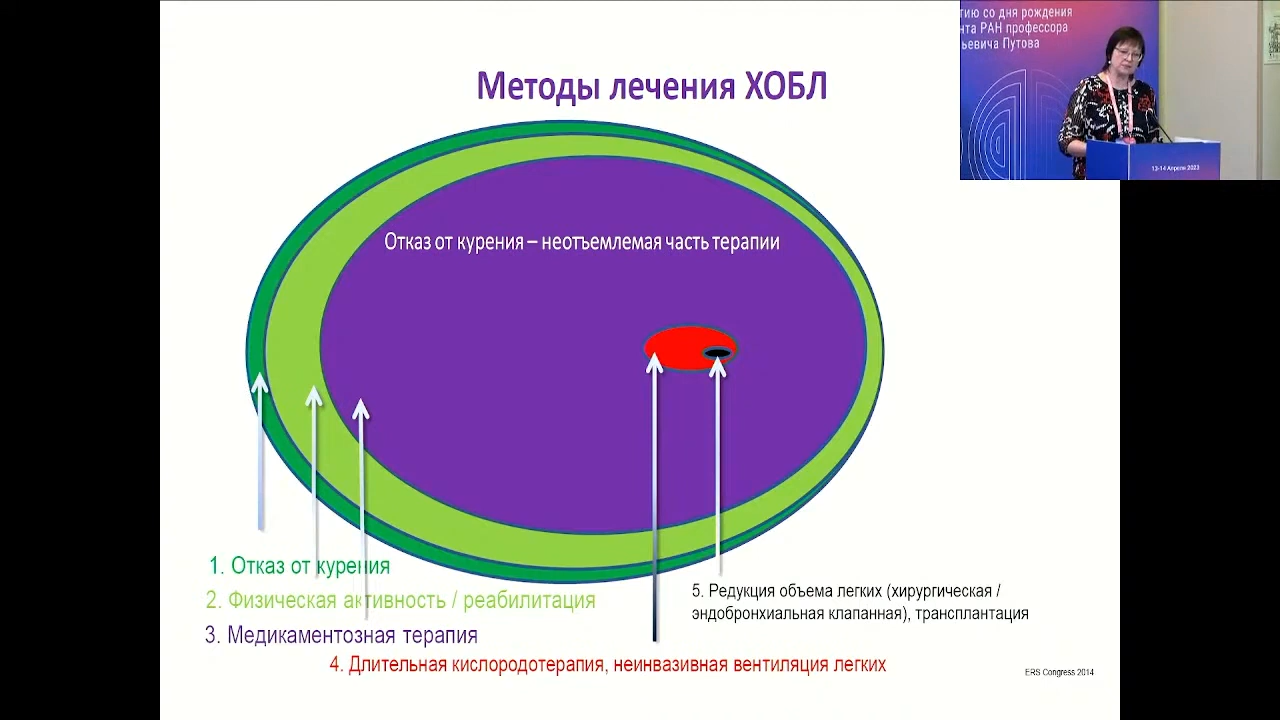 Методы лечения ХОБЛ
тию со дня рождения
нта РАН профессора
ьевича Путова
13-14 Апреля 2023
Отказ от курения – неотъемлемая часть терапии
1. Отказ от курения
2. Физическая активность / реабилитация
3. Медикаментозная терапия
4. Длительная кислородотерапия, неинвазивная вентиляция легких
5. Редукция объема легких (хирургическая /
эндобронхиальная клапанная), трансплантация
ERS Congress 2014